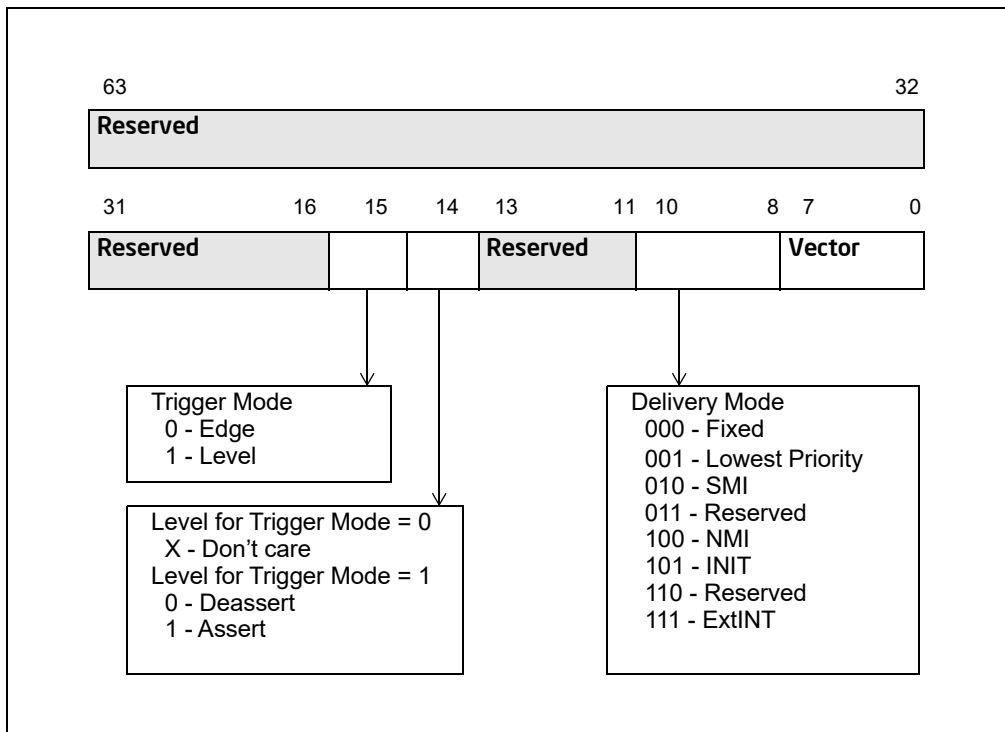 63 32
Reserved
31 16 15 14 13 11 10 8 7 0
Reserved Reserved Vector
Trigger Mode
0 - Edge
1 - Level
Level for Trigger Mode = 0
X - Don’t care
Level for Trigger Mode = 1
0 - Deassert
1 - Assert
Delivery Mode
000 - Fixed
001 - Lowest Priority
010 - SMI
011 - Reserved
100 - NMI
101 - INIT
110 - Reserved
111 - ExtINT